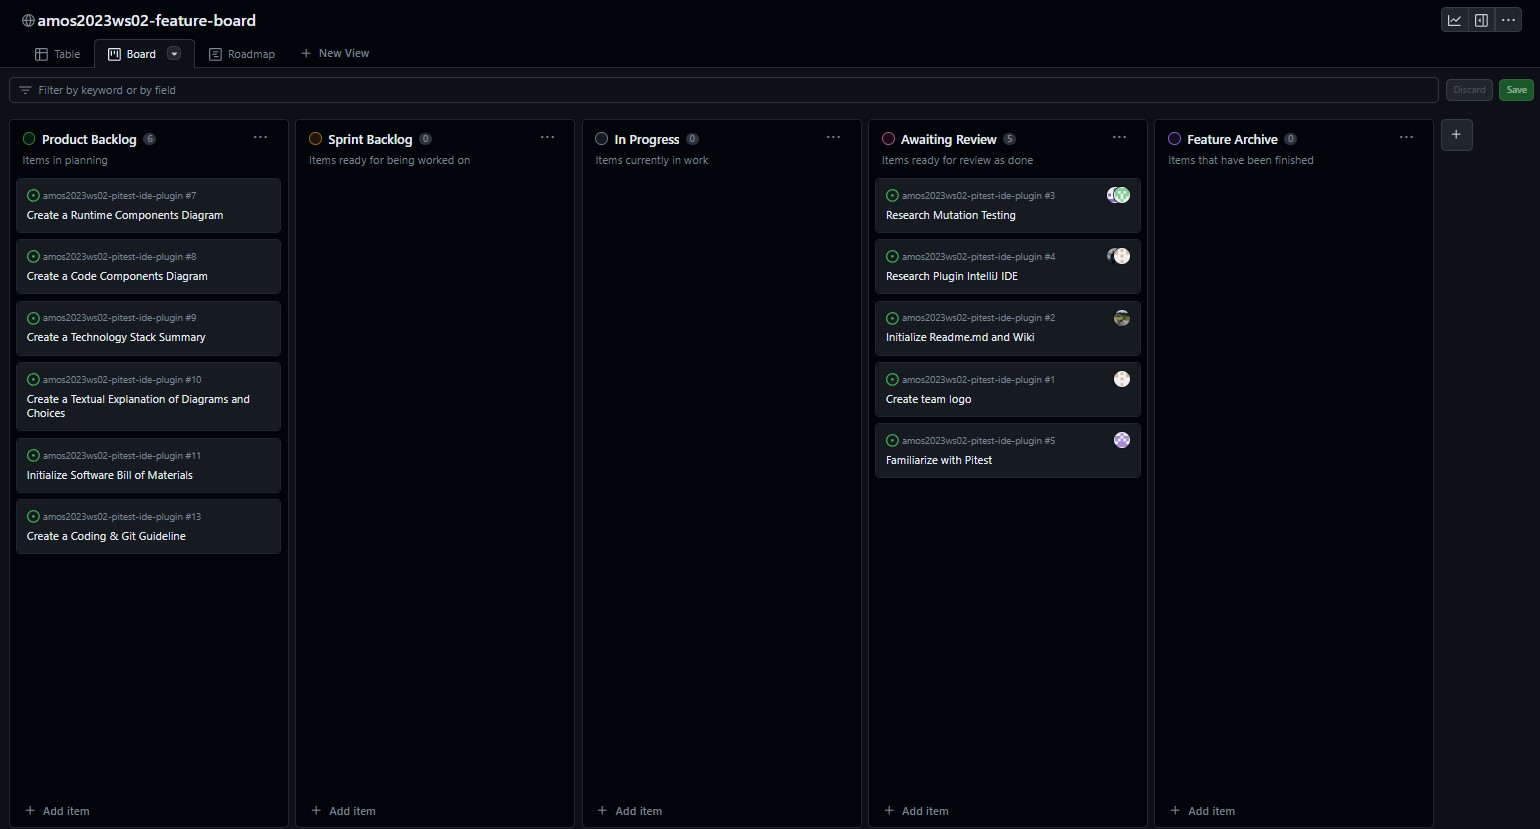 amos2023ws02-feature-board
Table
Board
Roadmap
New View
Filter by keyword or by field
Discard
Save
Product Backlog 6
Items in planning
amos2023ws02-pitest-ide-plugin #7
Create a Runtime Components Diagram
amos2023ws02-pitest-ide-plugin #8
Create a Code Components Diagram
amos2023ws02-pitest-ide-plugin #9
Create a Technology Stack Summary
amos2023ws02-pitest-ide-plugin #10
Create a Textual Explanation of Diagrams and
Choices
amos2023ws02-pitest-ide-plugin #11
Initialize Software Bill of Materials
amos2023ws02-pitest-ide-plugin #13
Create a Coding & Git Guideline
Add item
Sprint Backlog 0
Items ready for being worked on
Add item
In Progress 0
Items currently in work
Add item
Awaiting Review 5
Items ready for review as done
amos2023ws02-pitest-ide-plugin #3
Research Mutation Testing
amos2023ws02-pitest-ide-plugin #4
Research Plugin IntelliJ IDE
amos2023ws02-pitest-ide-plugin #2
Initialize Readme.md and Wiki
amos2023ws02-pitest-ide-plugin #1
Create team logo
amos2023ws02-pitest-ide-plugin #5
Familiarize with Pitest
Add item
Feature Archive 0
Items that have been finished
Add item